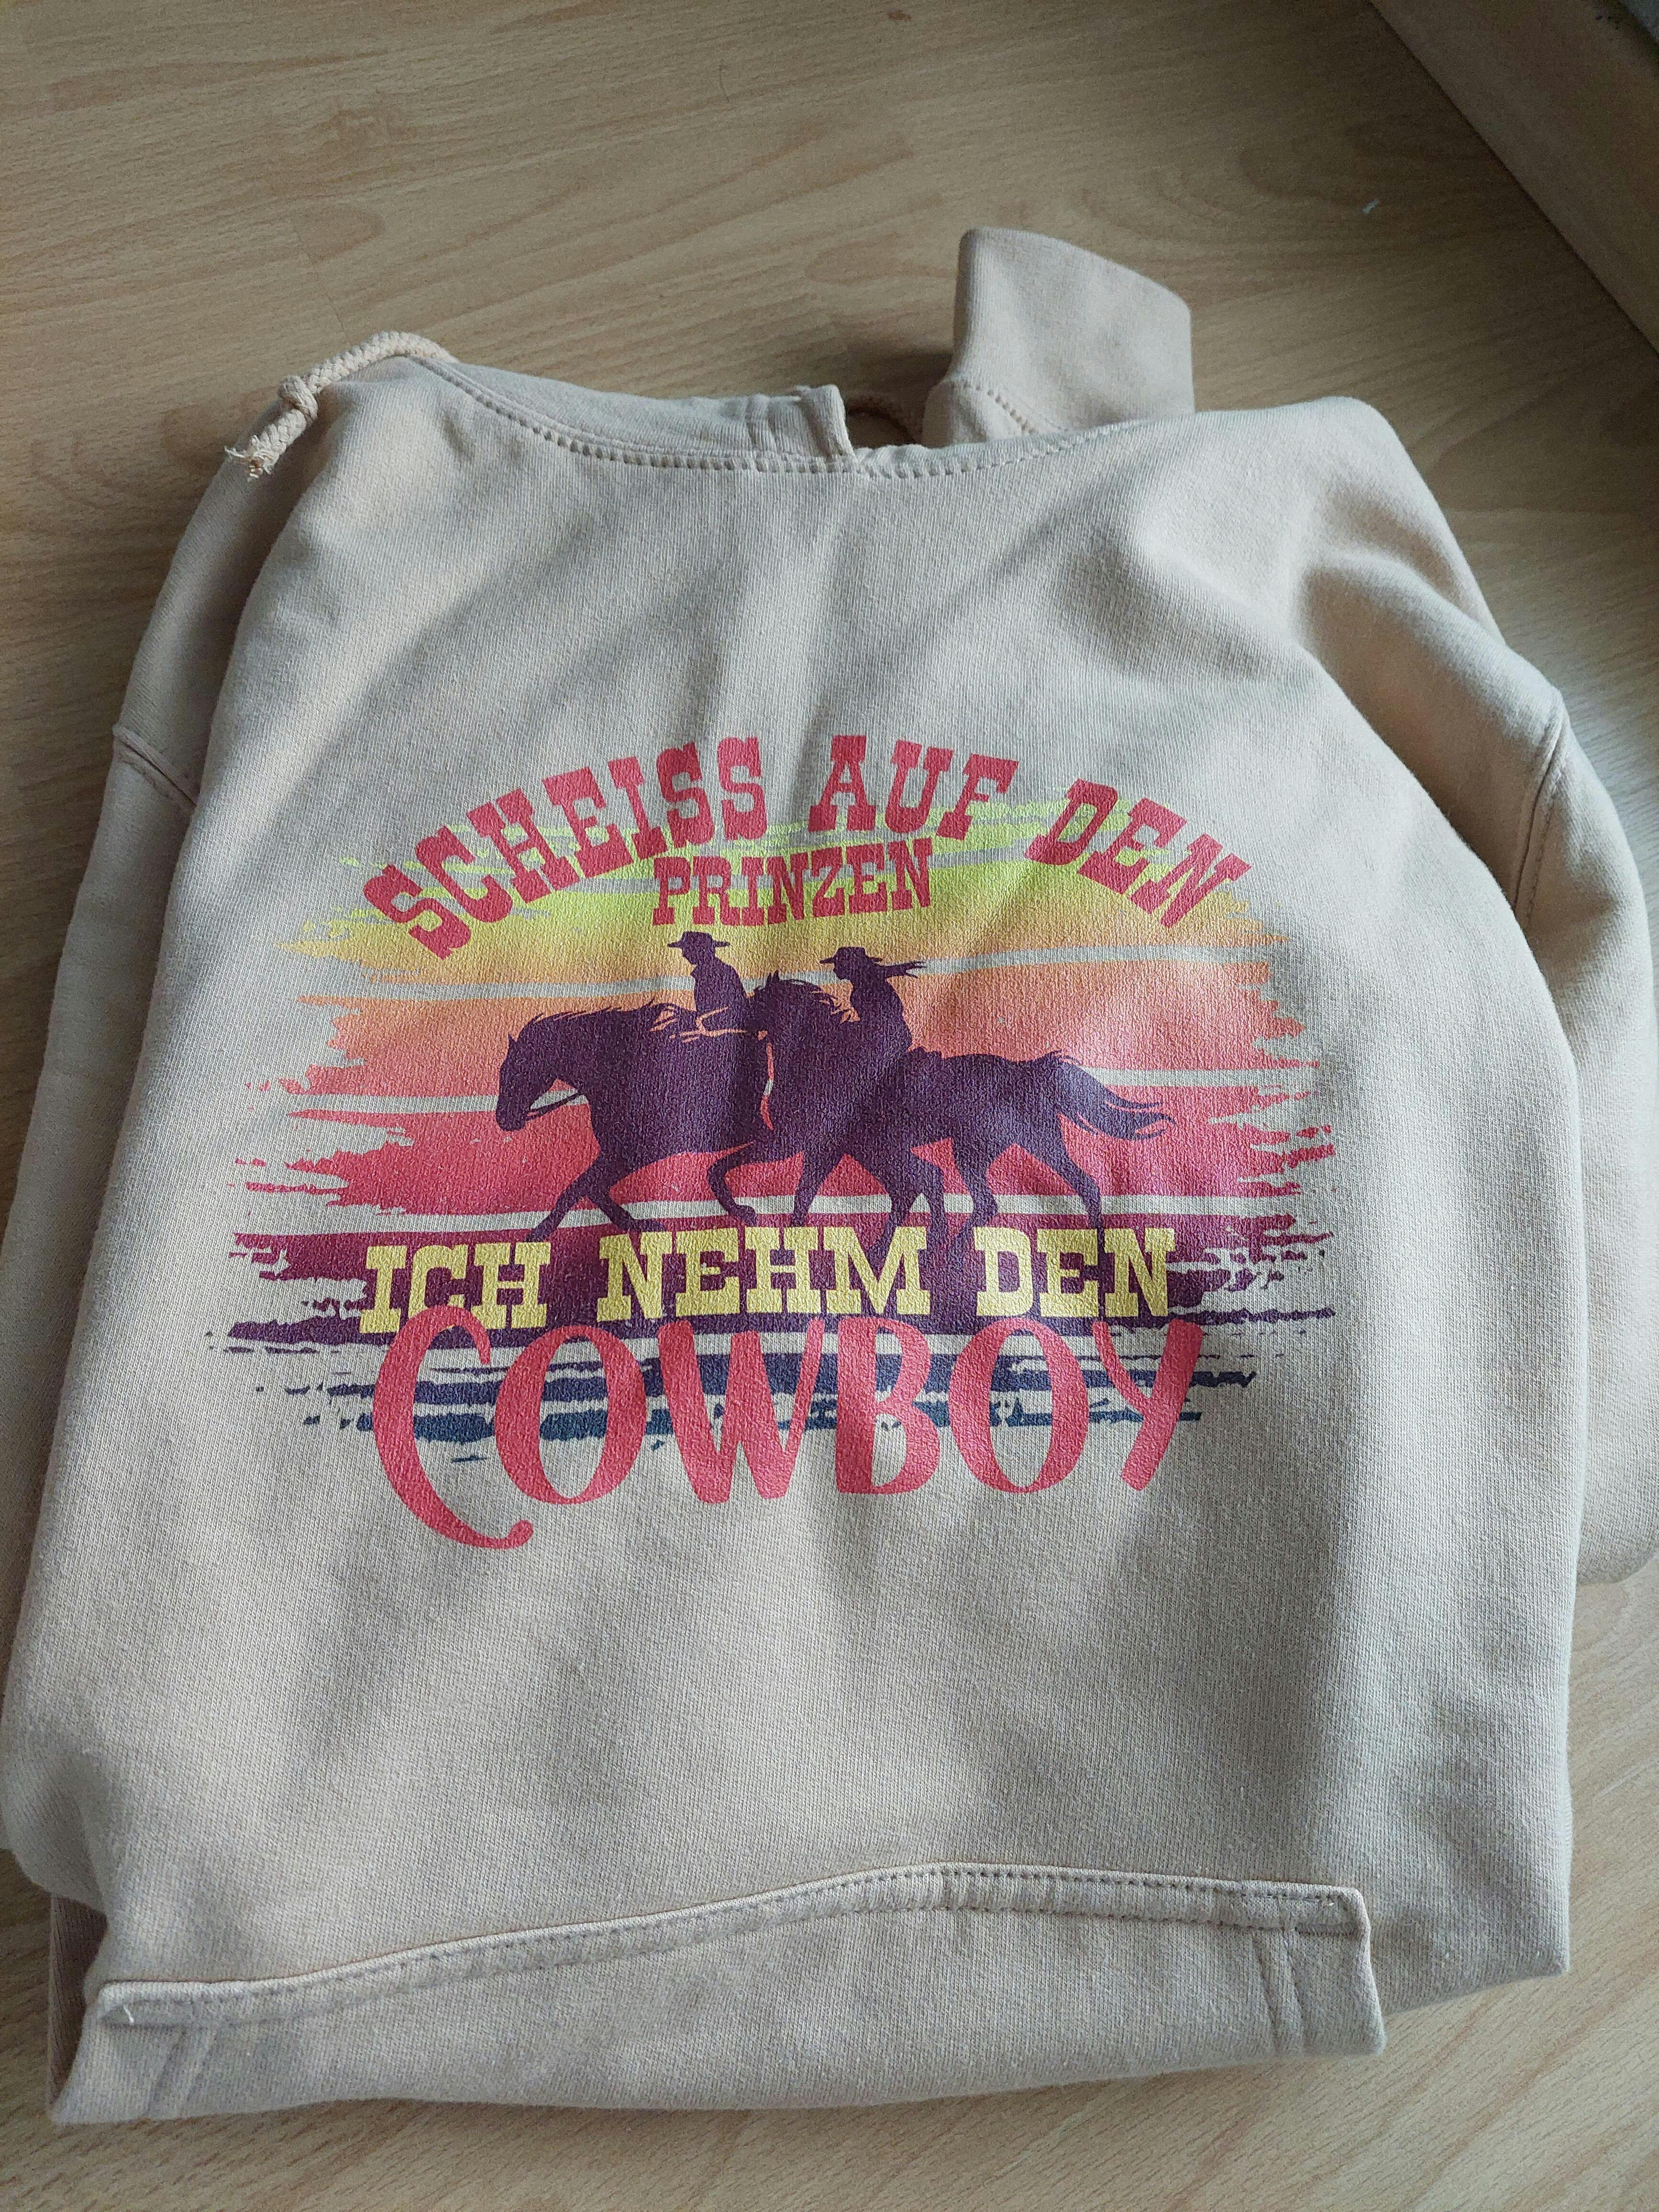 SCHEISS AUF DEN
PRINZEN
ICH NEHM DEN
COWBOY